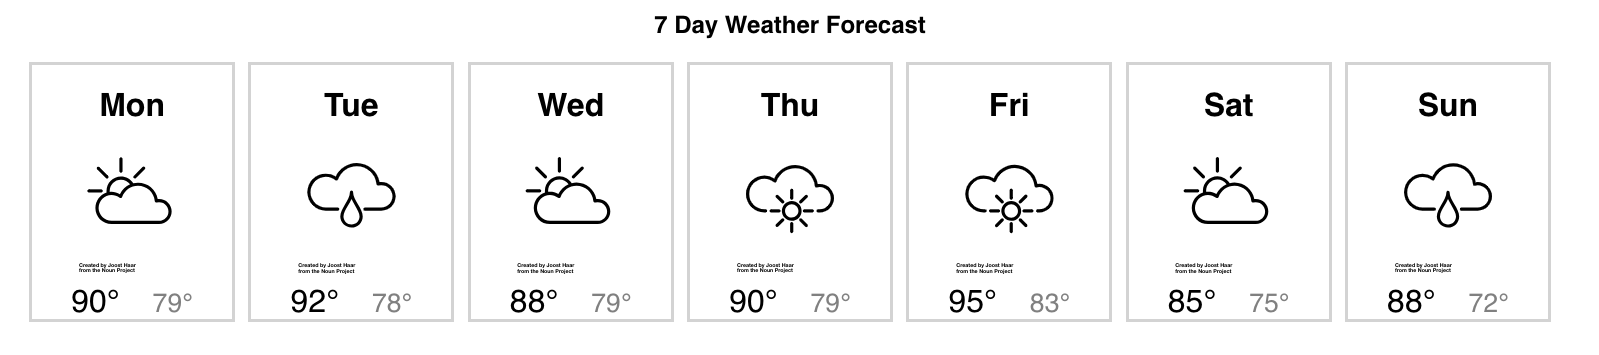 7 Day Weather Forecast
Mon
Tue
Wed
Thu
Fri
Sat
Sun
Created by Joost Haar
from the Noun Project
Created by Joost Haar
from the Noun Project
Created by Joost Haar
from the Noun Project
Created by Joost Haar
from the Noun Project
Created by Joost Haar
from the Noun Project
Created by Joost Haar
from the Noun Project
Created by Joost Haar
from the Noun Project
90° 79°
92° 78°
88° 79°
90° 79°
95° 83°
85° 75°
88° 72°